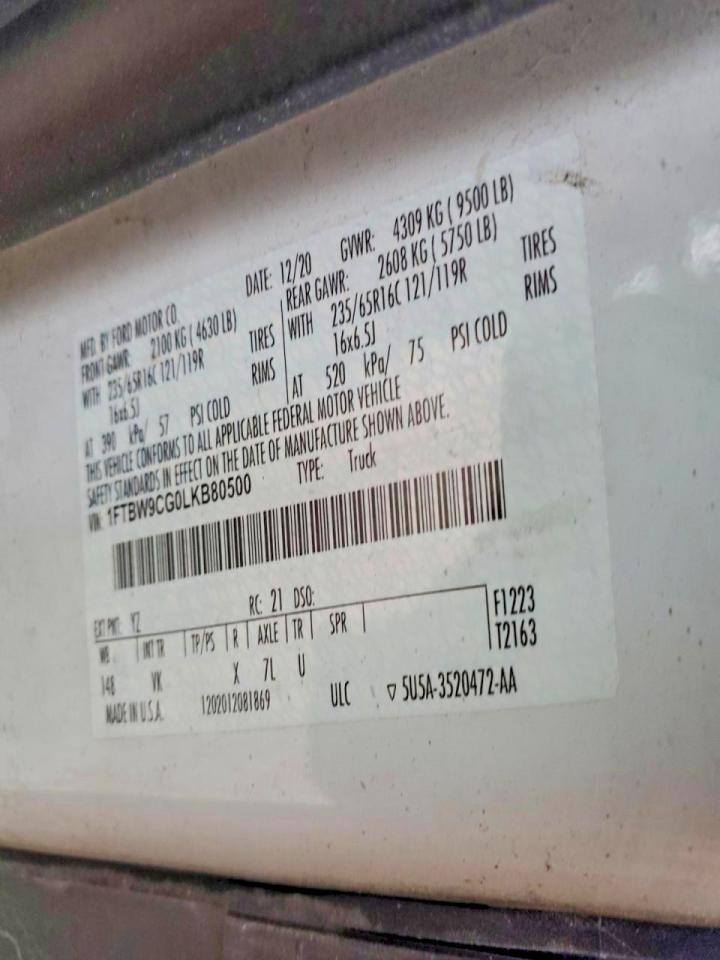 MFD. BY FORD MOTOR CO. DATE: 12/20 GVWR: 4309 KG ( 9500 LB)
FRONT GAWR: 2100 KG ( 4630 LB) REAR GAWR: 2608 KG ( 5750 LB)
WITH 235/65R16C 121/119R TIRES WITH 235/65R16C 121/119R TIRES
16x6.5J RIMS 16x6.5J RIMS
AT 390 kPa/ 57 PSI COLD AT 520 kPa/ 75 PSI COLD
THIS VEHICLE CONFORMS TO ALL APPLICABLE FEDERAL MOTOR VEHICLE
SAFETY STANDARDS IN EFFECT ON THE DATE OF MANUFACTURE SHOWN ABOVE.
VIN: 1FTBW9CG0LKB80500 TYPE: Truck
EXT PNT: YZ RC: 21 DSO: F1223
WB INT TR TP/PS R AXLE TR SPR T2163
148 VK X 7L U
MADE IN U.S.A. 1202012081869 ULC ▽ 5U5A-3520472-AA